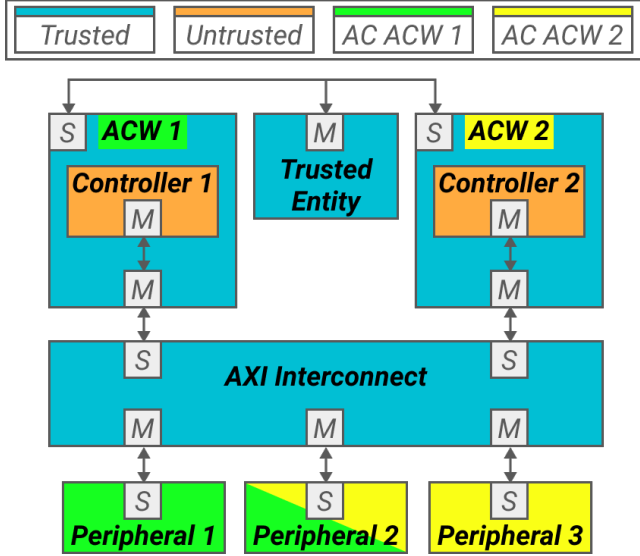 Trusted
Untrusted
AC ACW 1
AC ACW 2
S
ACW 1
M
S
ACW 2
Trusted
Entity
Controller 1
M
M
Controller 2
M
M
S
S
AXI Interconnect
M
M
M
S
Peripheral 1
S
Peripheral 2
S
Peripheral 3